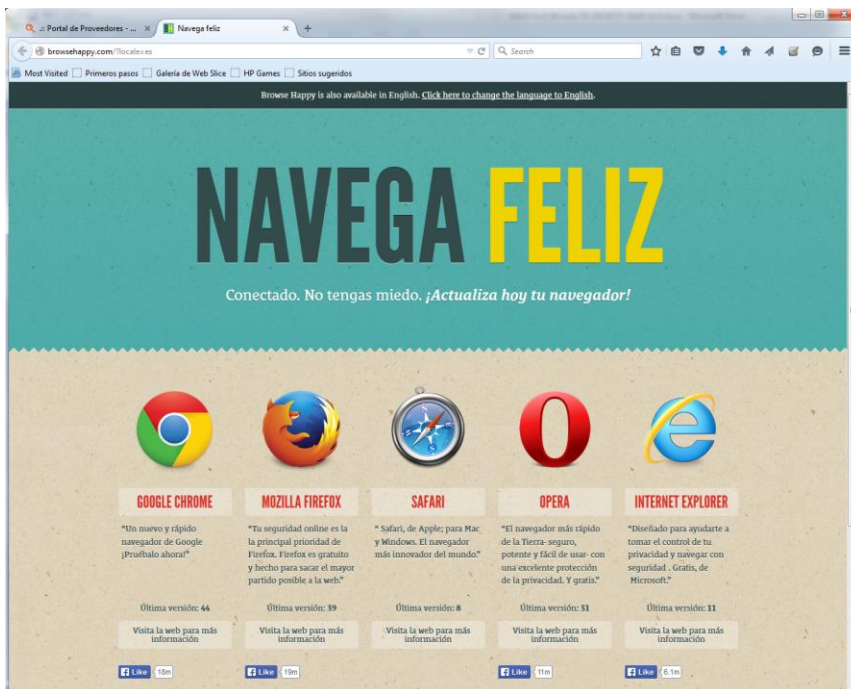 .:: Portal de Proveedores - ...
Navega feliz
browsehappy.com/?locale=es
Search
Most Visited
Primeros pasos
Galería de Web Slice
HP Games
Sitios sugeridos
Browse Happy is also available in English. Click here to change the language to English.
NAVEGA FELIZ
Conectado. No tengas miedo. ¡Actualiza hoy tu navegador!
GOOGLE CHROME
"Un nuevo y rápido
navegador de Google
¡Pruébalo ahora!"
Última versión: 44
Visita la web para más
información
Like 16m
MOZILLA FIREFOX
"Tu seguridad online es la
la principal prioridad de
Firefox. Firefox es gratuito
y hecho para sacar el mayor
partido posible a la web."
Última versión: 39
Visita la web para más
información
Like 19m
SAFARI
" Safari, de Apple; para Mac
y Windows. El navegador
más innovador del mundo."
Última versión: 8
Visita la web para más
información
OPERA
"El navegador más rápido
de la Tierra- seguro,
potente y fácil de usar- con
una excelente protección
de la privacidad. Y gratis."
Última versión: 31
Visita la web para más
información
Like 11m
INTERNET EXPLORER
"Diseñado para ayudarte a
tomar el control de tu
privacidad y navegar con
seguridad . Gratis, de
Microsoft."
Última versión: 11
Visita la web para más
información
Like 6.1m